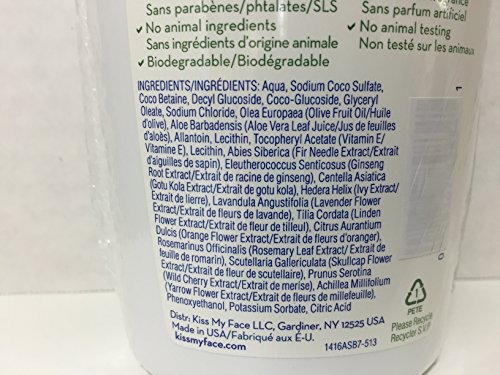 Sans parabènes/phtalates/SLS
Sans parfum artificiel
✓ No animal ingredients
• No animal testing
Sans ingrédients d'origine animale
Non testé sur les animaux
✓ Biodegradable/Biodégradable
INGREDIENTS/INGRÉDIENTS: Aqua, Sodium Coco Sulfate,
Coco Betaine, Decyl Glucoside, Coco-Glucoside, Glyceryl
Oleate, Sodium Chloride, Olea Europaea (Olive Fruit Oil/Huile
d'olive), Aloe Barbadensis (Aloe Vera Leaf Juice/Jus de feuilles
d'aloès), Allantoin, Lecithin, Tocopheryl Acetate (Vitamin E/
Vitamine E), Lecithin, Abies Siberica (Fir Needle Extract/Extrait
d'aiguilles de sapin), Eleutherococcus Senticosus (Ginseng
Root Extract/Extrait de racine de ginseng), Centella Asiatica
(Gotu Kola Extract/Extrait de gotu kola), Hedera Helix (Ivy Extract/
Extrait de lierre), Lavandula Angustifolia (Lavender Flower
Extract/Extrait de fleurs de lavande), Tilia Cordata (Linden
Flower Extract/Extrait de fleur de tilleul), Citrus Aurantium
Dulcis (Orange Flower Extract/Extrait de fleurs d'oranger),
Rosemarinus Officinalis (Rosemary Leaf Extract/Extrait de
feuille de romarin), Scutellaria Gallericulata (Skullcap Flower
Extract/Extrait de fleur de scutellaire), Prunus Serotina
(Wild Cherry Extract/Extrait de merise), Achillea Millifolium
(Yarrow Flower Extract/Extrait de fleurs de millefeuille),
Phenoxyethanol, Potassium Sorbate, Citric Acid
Distr: Kiss My Face LLC, Gardiner, NY 12525 USA
Made in USA/Fabriqué aux É-U.
kissmyface.com
1416ASB7-513
1
PETE
Please Recycle
Recycler S.V.P.
1
0